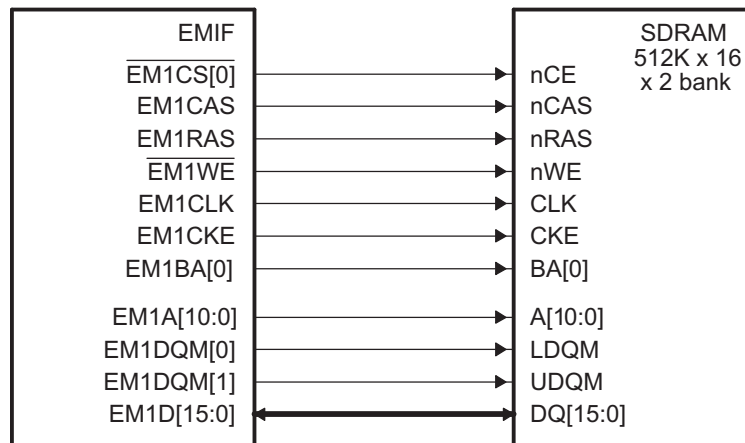 EMIF
EM1CS[0]
EM1CAS
EM1RAS
EM1WE
EM1CLK
EM1CKE
EM1BA[0]
EM1A[10:0]
EM1DQM[0]
EM1DQM[1]
EM1D[15:0]
SDRAM
512K x 16
x 2 bank
nCE
nCAS
nRAS
nWE
CLK
CKE
BA[0]
A[10:0]
LDQM
UDQM
DQ[15:0]